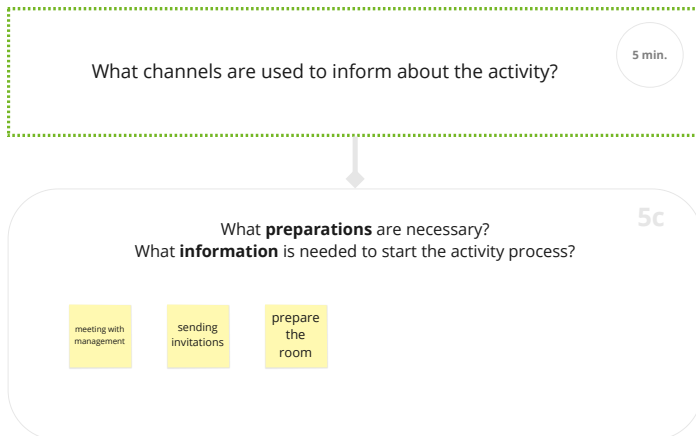 What channels are used to inform about the activity?
5 min.
5c
What preparations are necessary?
What information is needed to start the activity process?
meeting with
management
sending
invitations
prepare
the
room